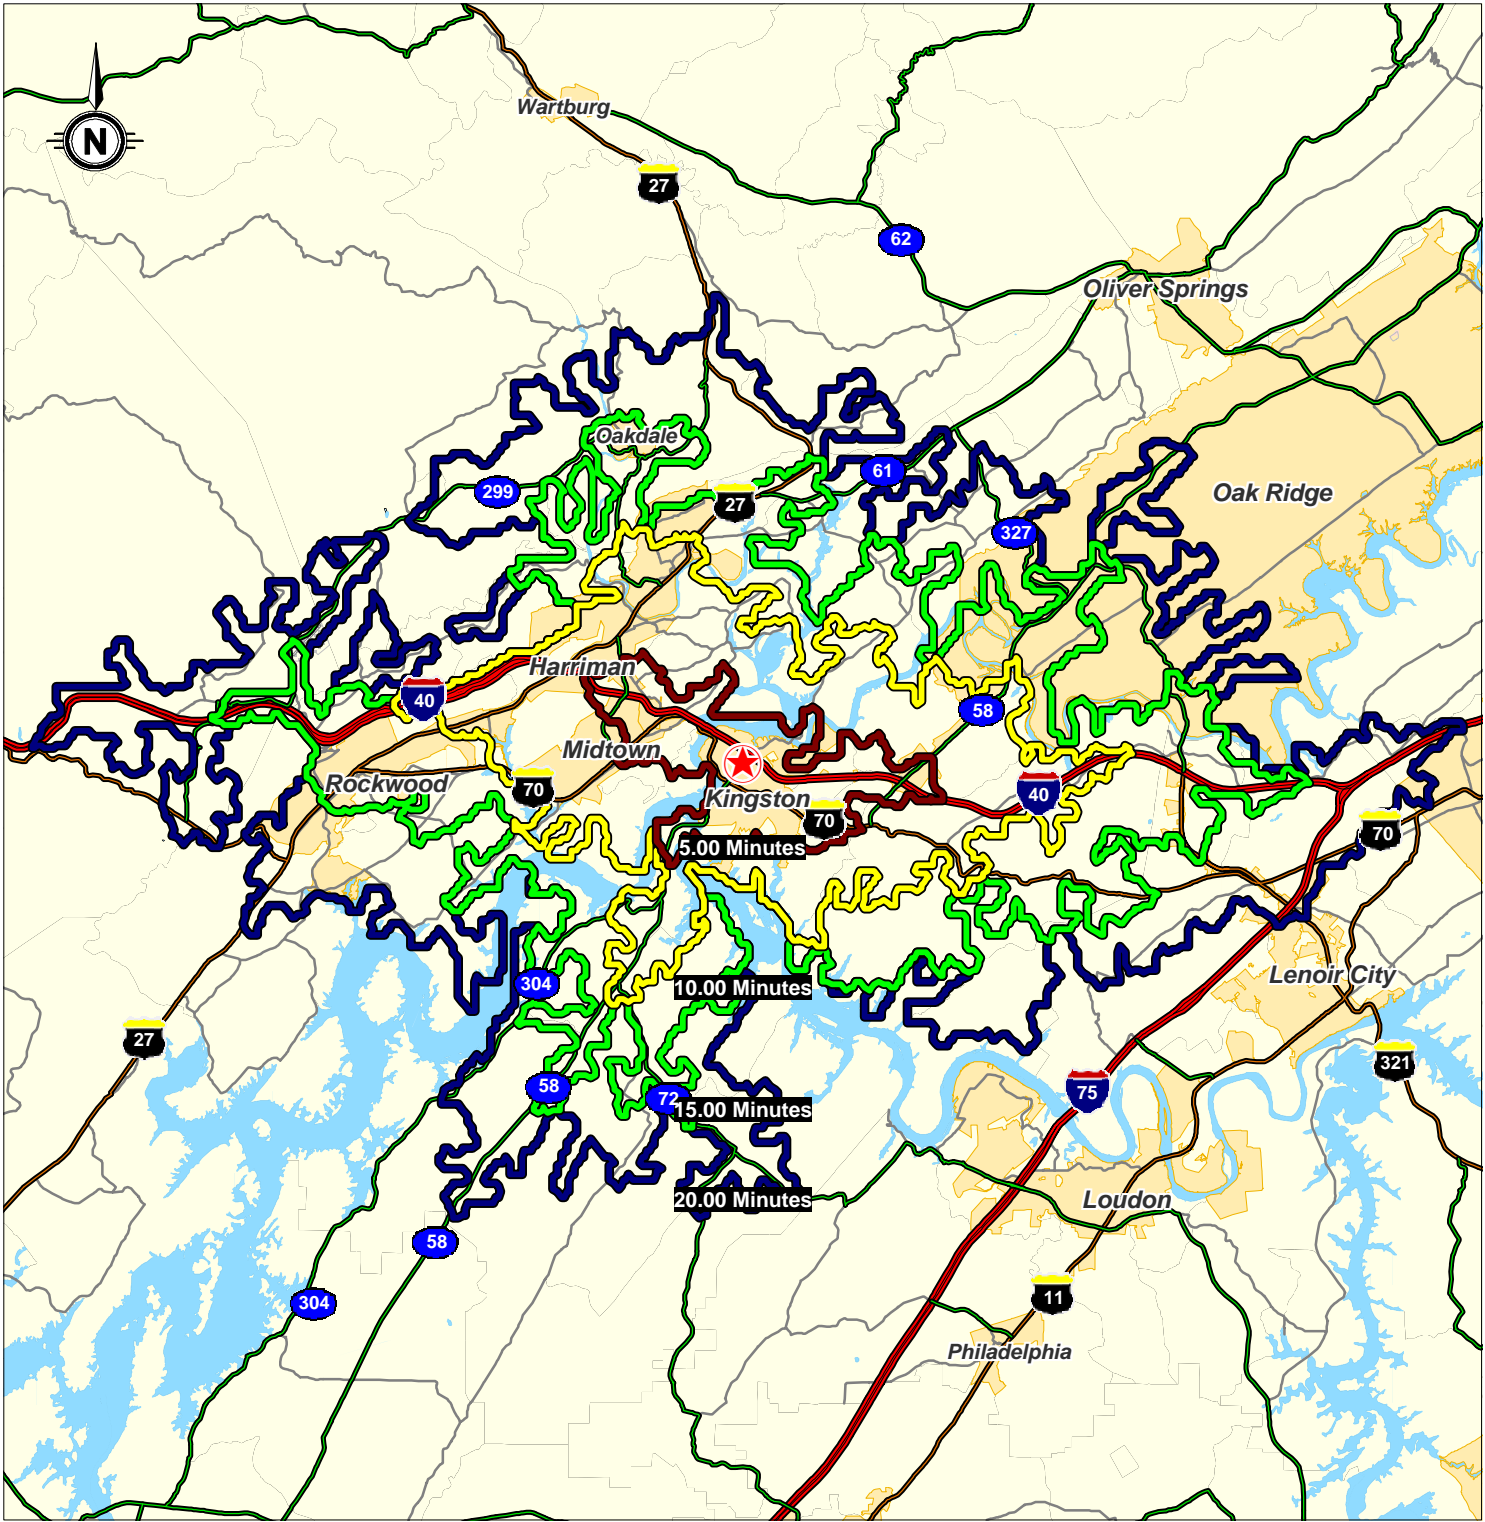 Wartburg
N
27
62
Oliver Springs
Oakdale
61
Oak Ridge
299
27
327
Harriman
40
58
Midtown
Rockwood
70
Kingston
40
70
70
5.00 Minutes
Lenoir City
304
10.00 Minutes
27
321
58
75
72
15.00 Minutes
20.00 Minutes
Loudon
58
304
11
Philadelphia